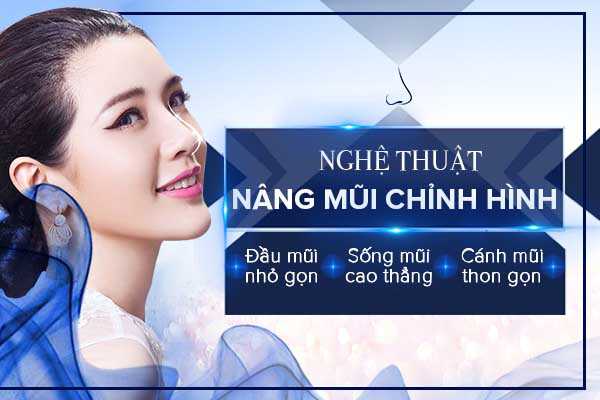 NGHỆ THUẬT
NÂNG MŨI CHỈNH HÌNH
Đầu mũi
nhỏ gọn
Sống mũi
cao thẳng
Cánh mũi
thon gọn